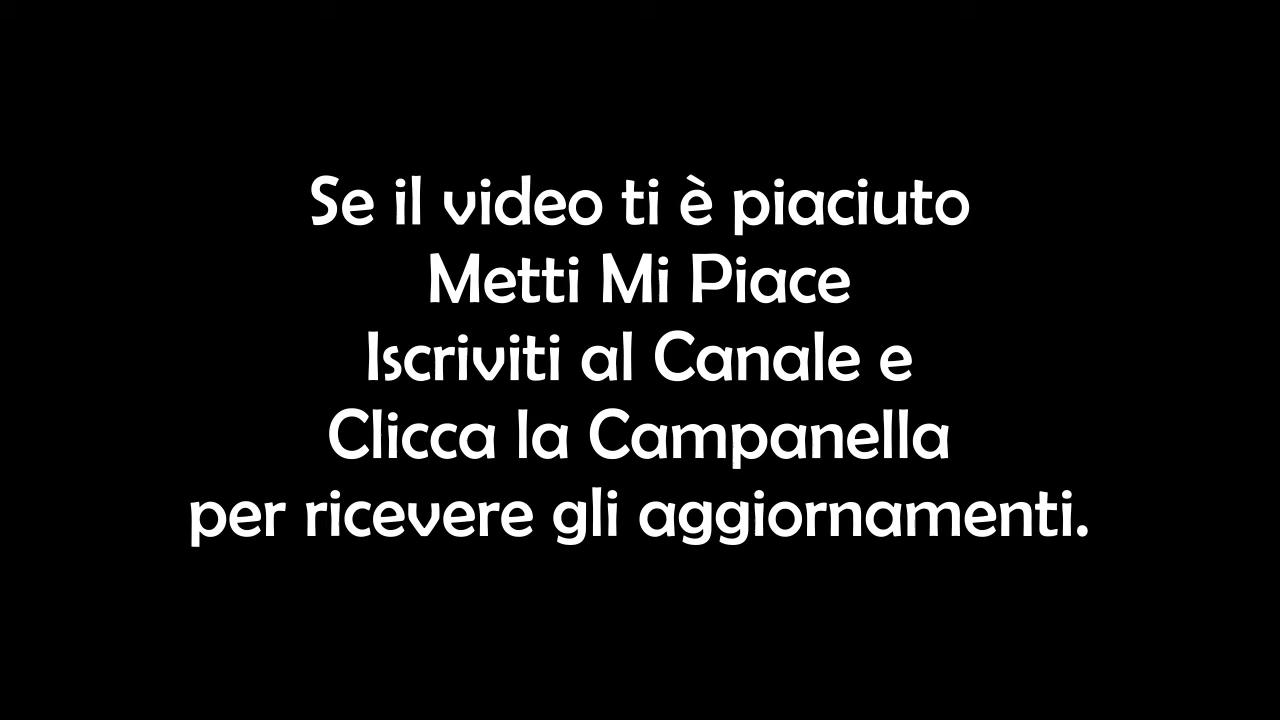 Se il video ti è piaciuto
Metti Mi Piace
Iscriviti al Canale e
Clicca la Campanella
per ricevere gli aggiornamenti.